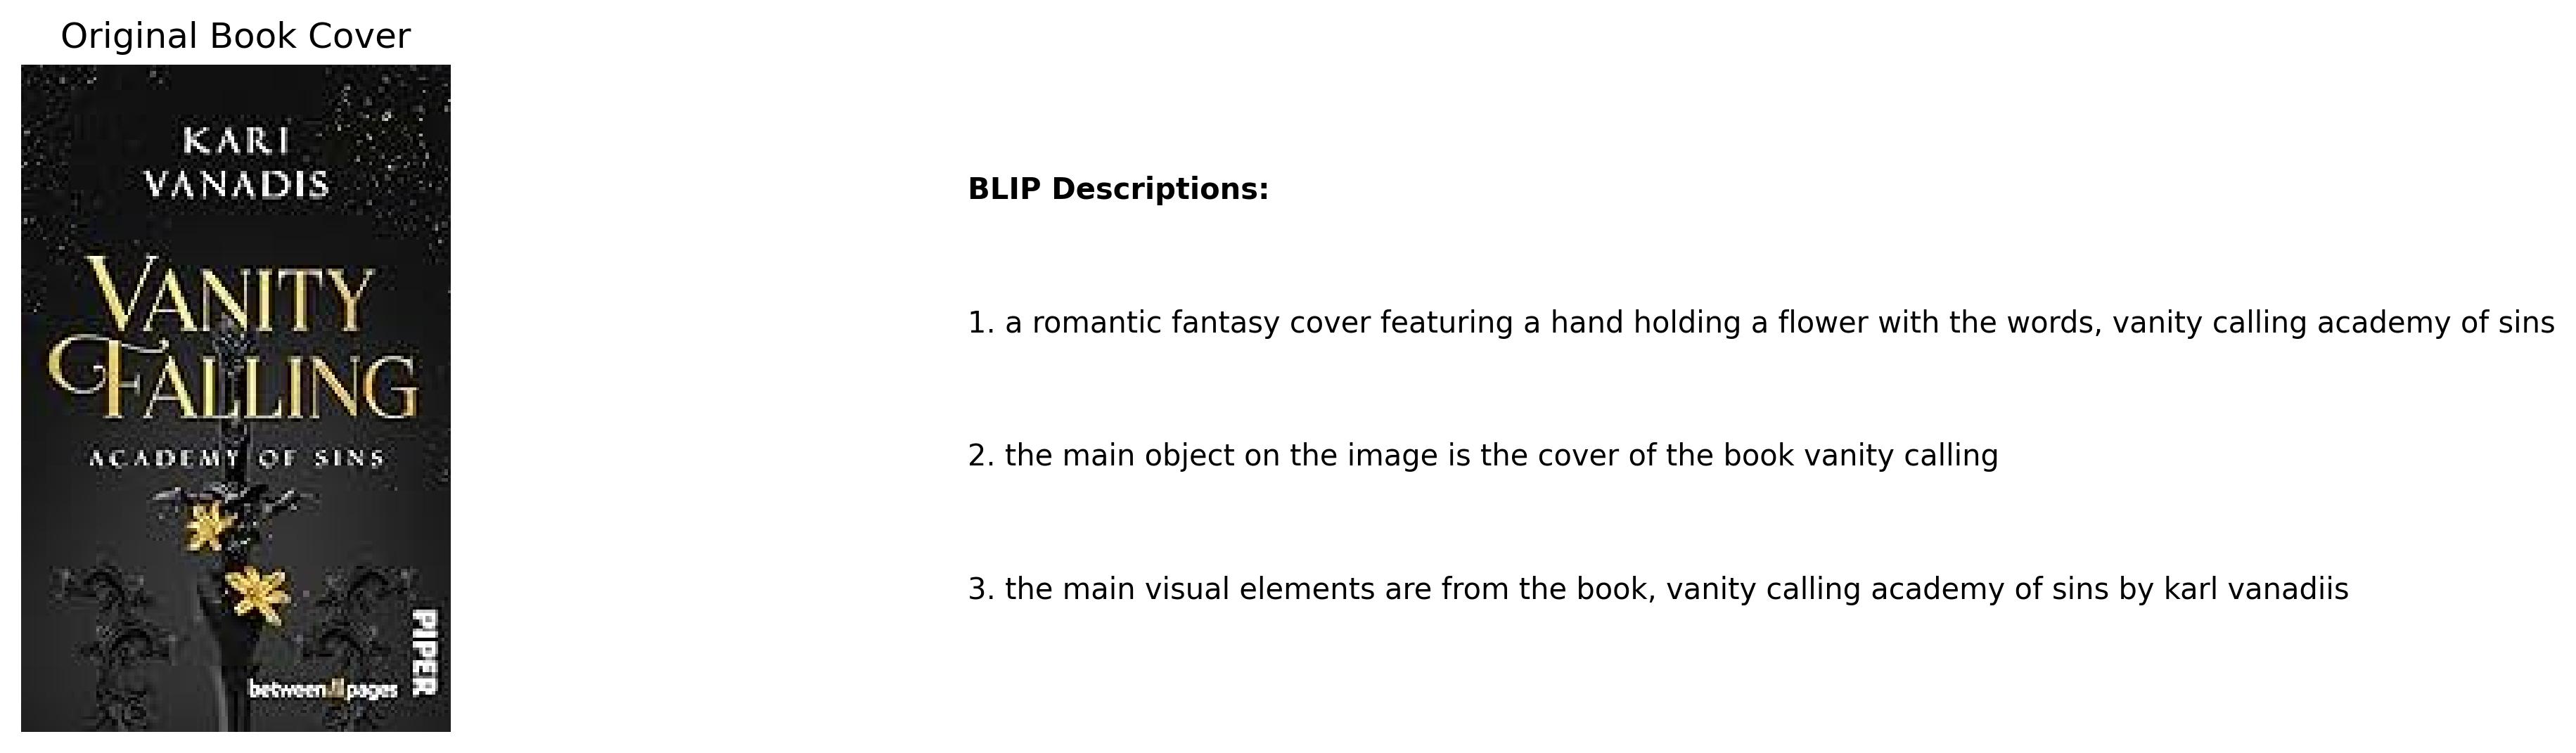 Original Book Cover
KARI
VANADIS
VANITY
FALLING
ACADEMY OF SINS
between pages
PIPER
BLIP Descriptions:
1. a romantic fantasy cover featuring a hand holding a flower with the words, vanity calling academy of sins
2. the main object on the image is the cover of the book vanity calling
3. the main visual elements are from the book, vanity calling academy of sins by karl vanadiis